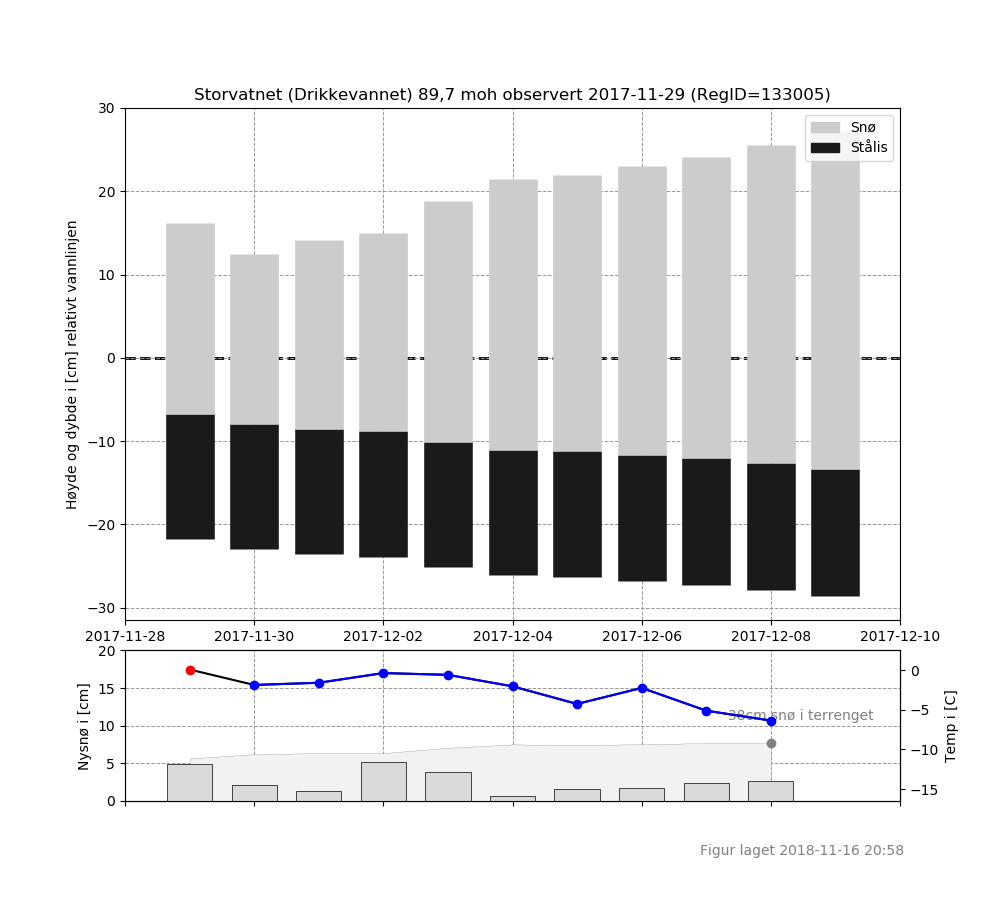 Storvatnet (Drikkevannet) 89,7 moh observert 2017-11-29 (RegID=133005)
Høyde og dybde i [cm] relativt vannlinjen
30
20
10
0
−10
−20
−30
Snø
Stålis
2017-11-28 2017-11-30 2017-12-02 2017-12-04 2017-12-06 2017-12-08 2017-12-10
Nysnø i [cm]
20
15
10
5
0
38cm snø i terrenget
0
−5
−10
−15
Temp i [C]
Figur laget 2018-11-16 20:58